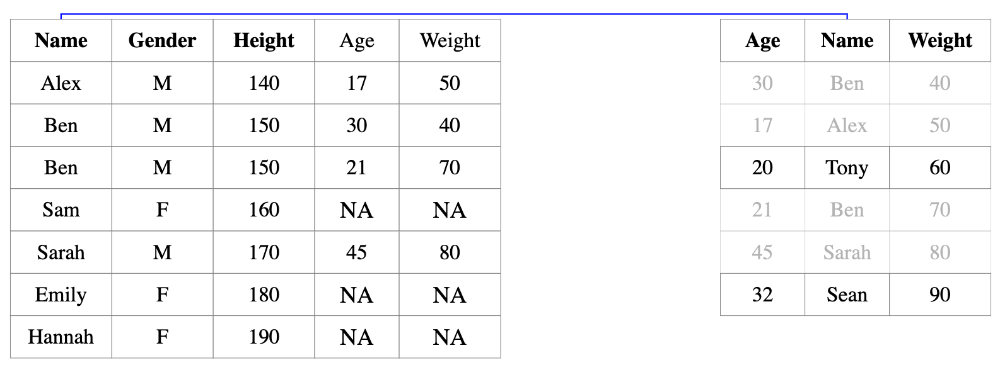 Name Gender Height Age Weight
Alex M 140 17 50
Ben M 150 30 40
Ben M 150 21 70
Sam F 160 NA NA
Sarah M 170 45 80
Emily F 180 NA NA
Hannah F 190 NA NA
Age Name Weight
30 Ben 40
17 Alex 50
20 Tony 60
21 Ben 70
45 Sarah 80
32 Sean 90